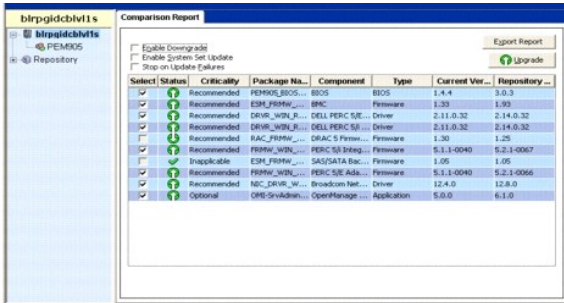 blrpgidcblvl1s
Comparison Report
blrpgidcblvl1s
PEM905
Repository
Enable Downgrade
Enable System Set Update
Stop on Update Failures
Export Report
Upgrade
Select Status Criticality Package Na... Component Type Current Ver... Repository ...
Recommended PEM905_BIOS... BIOS BIOS 1.4.4 3.0.3
Recommended ESM_FRMW_... BMC Firmware 1.33 1.93
Recommended DRVR_WIN_R... DELL PERC 5/E... Driver 2.11.0.32 2.14.0.32
Recommended DRVR_WIN_R... DELL PERC 5/i ... Driver 2.11.0.32 2.14.0.32
Recommended RAC_FRMW_... DRAC 5 Firmw... Firmware 1.30 1.25
Recommended FRMW_WIN_... PERC 5/i Integ... Firmware 5.1.1-0040 5.2.1-0067
Inapplicable ESM_FRMW_... SAS/SATA Bac... Firmware 1.05 1.05
Recommended FRMW_WIN_... PERC 5/E Ada... Firmware 5.1.1-0040 5.2.1-0066
Recommended NIC_DRVR_W... Broadcom Net... Driver 12.4.0 12.8.0
Optional OM-SrvAdmin... OpenManage ... Application 5.0.0 6.1.0